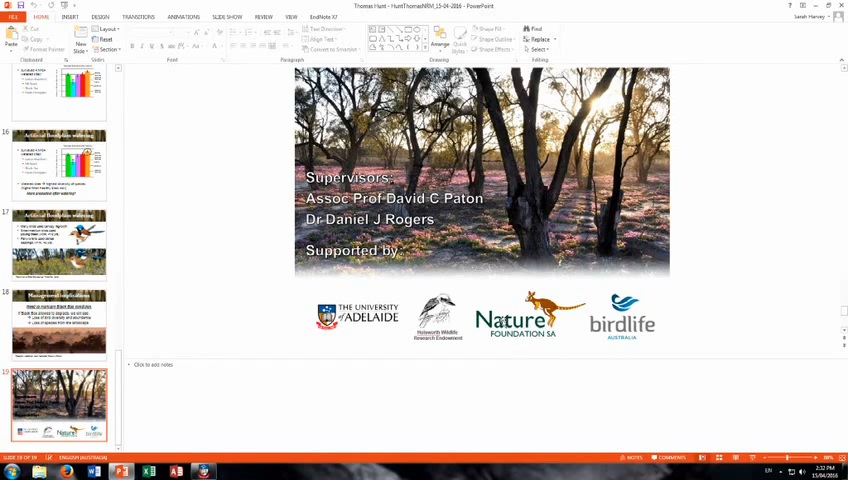 Thomas Hunt - HuntThomasNRM_15-04-2016 - PowerPoint
Sarah Harvey
FILE HOME INSERT DESIGN TRANSITIONS ANIMATIONS SLIDE SHOW REVIEW VIEW EndNote X7
Cut
Copy
Format Painter
Paste
Clipboard
New
Slide
Layout
Reset
Section
Slides
Font
Text Direction
Align Text
Convert to SmartArt
Paragraph
Arrange
Quick
Styles
Shape Fill
Shape Outline
Shape Effects
Drawing
Find
Replace
Select
Editing
16
Artificial floodplain watering
17
Artificial floodplain watering
18
Management implications
19
Supervisors:
Assoc Prof David C Paton
Dr Daniel J Rogers
Supported by
THE UNIVERSITY
of ADELAIDE
Holsworth Wildlife
Research Endowment
Nature
FOUNDATION SA
birdlife
AUSTRALIA
Click to add notes
SLIDE 19 OF 19 ENGLISH (AUSTRALIA)
NOTES COMMENTS
88%
EN
2:32 PM
15/04/2016